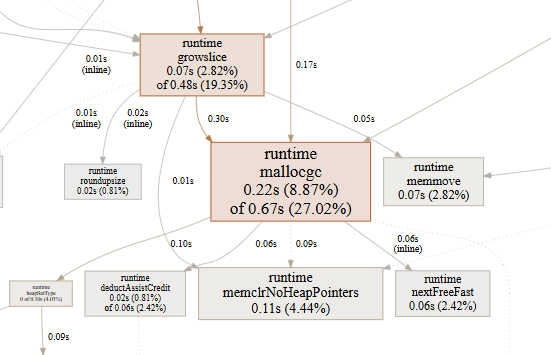 runtime
growslice
0.07s (2.82%)
of 0.48s (19.35%)
0.01s
(inline)
0.17s
0.01s
(inline)
0.02s
(inline)
0.30s
0.05s
runtime
roundupsize
0.02s (0.81%)
0.01s
runtime
mallocgc
0.22s (8.87%)
of 0.67s (27.02%)
runtime
memmove
0.07s (2.82%)
0.10s
0.06s
0.09s
0.06s
(inline)
runtime
heapSetType
0 of 0.10s (4.03%)
runtime
deductAssistCredit
0.02s (0.81%)
of 0.06s (2.42%)
runtime
memclrNoHeapPointers
0.11s (4.44%)
runtime
nextFreeFast
0.06s (2.42%)
0.09s